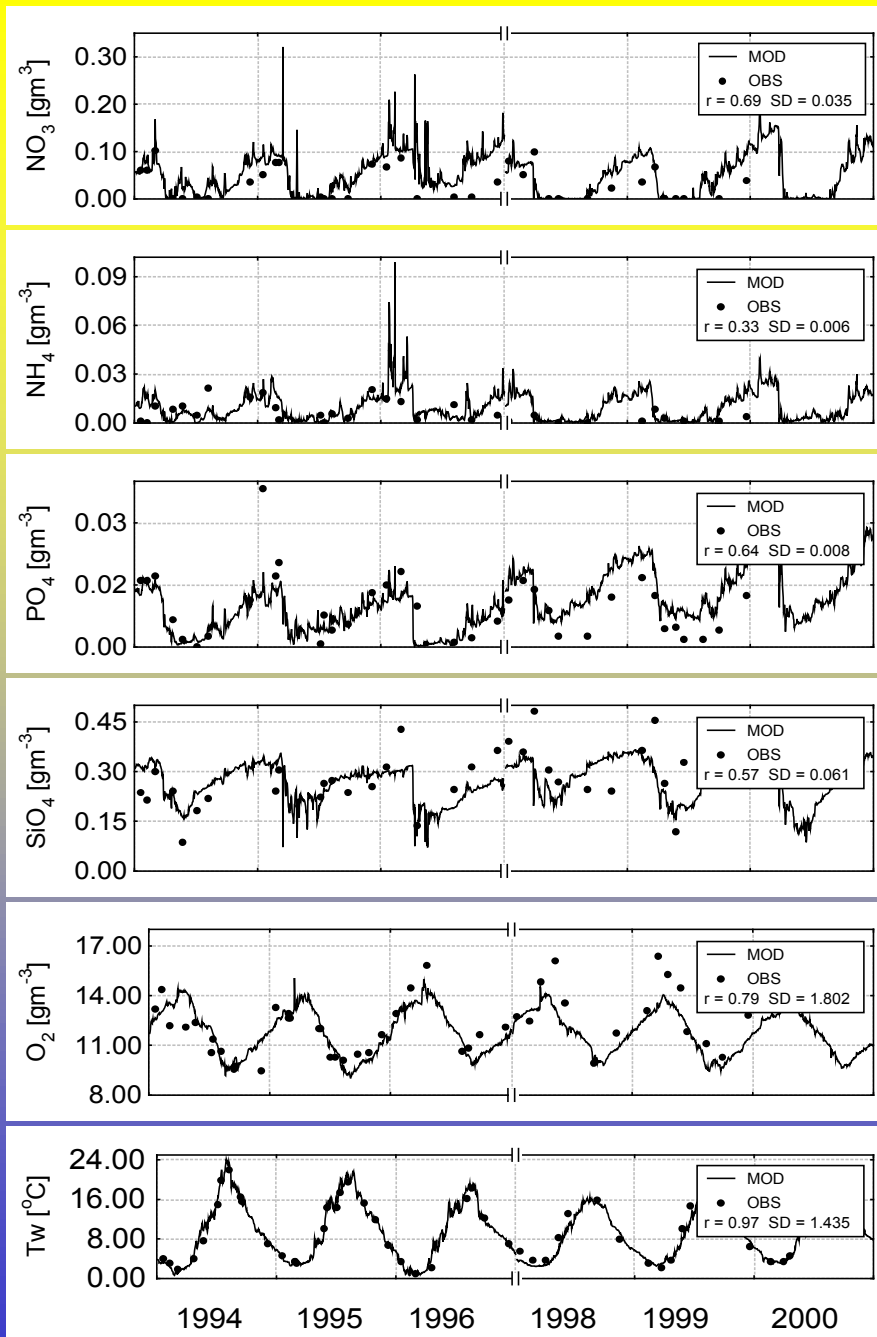 NO₃ [gm³]
0.30
0.20
0.10
0.00
MOD
OBS
r = 0.69 SD = 0.035
NH₄ [gm⁻³]
0.09
0.06
0.03
0.00
MOD
OBS
r = 0.33 SD = 0.006
PO₄ [gm⁻³]
0.03
0.02
0.00
MOD
OBS
r = 0.64 SD = 0.008
SiO₄ [gm⁻³]
0.45
0.30
0.15
0.00
MOD
OBS
r = 0.57 SD = 0.061
O₂ [gm⁻³]
17.00
14.00
11.00
8.00
MOD
OBS
r = 0.79 SD = 1.802
Tw [°C]
24.00
16.00
8.00
0.00
MOD
OBS
r = 0.97 SD = 1.435
1994 1995 1996 1998 1999 2000